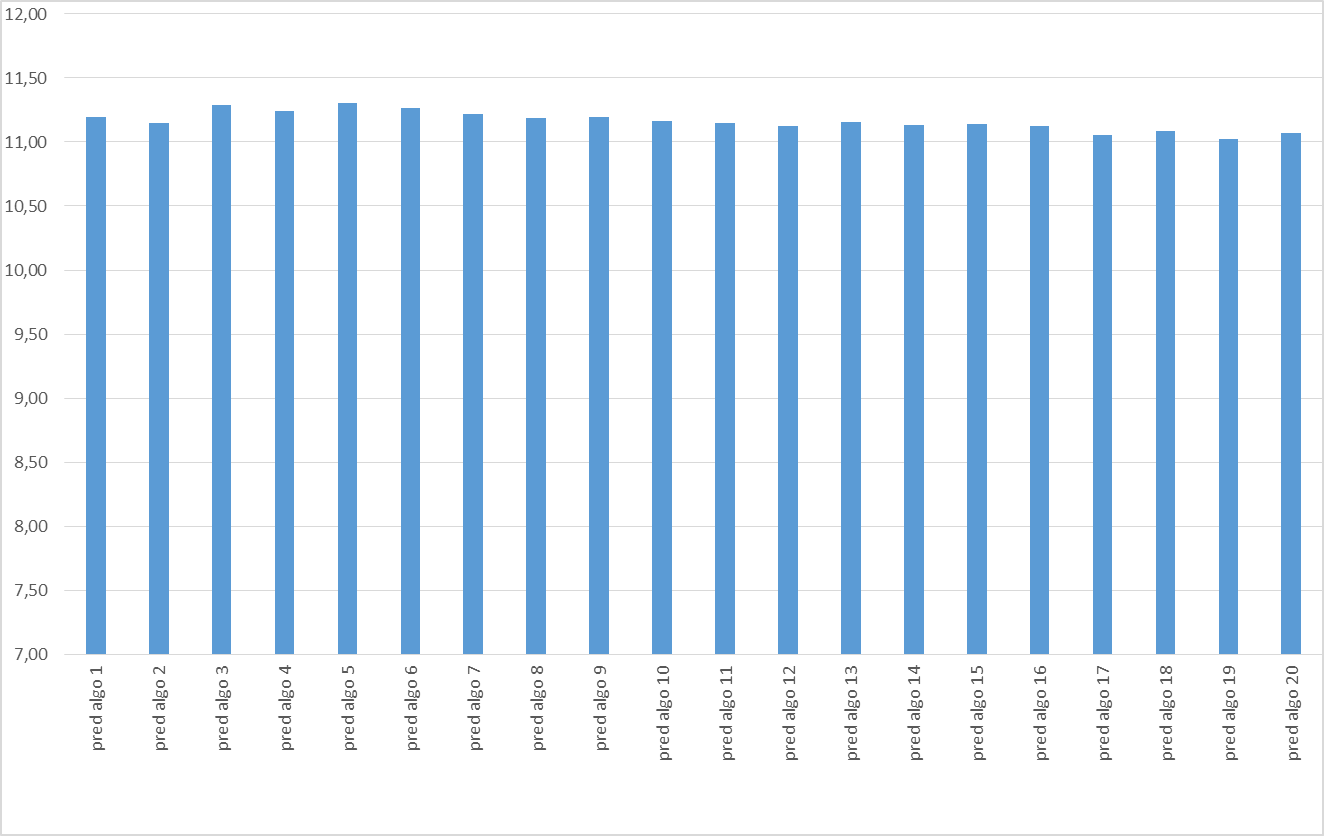 12,00
11,50
11,00
10,50
10,00
9,50
9,00
8,50
8,00
7,50
7,00
pred algo 1
pred algo 2
pred algo 3
pred algo 4
pred algo 5
pred algo 6
pred algo 7
pred algo 8
pred algo 9
pred algo 10
pred algo 11
pred algo 12
pred algo 13
pred algo 14
pred algo 15
pred algo 16
pred algo 17
pred algo 18
pred algo 19
pred algo 20